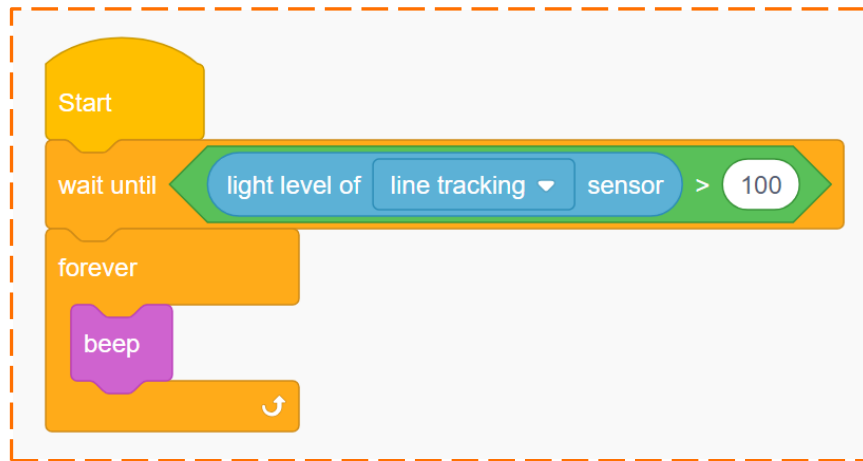 Start
wait until light level of line tracking sensor > 100
forever
beep